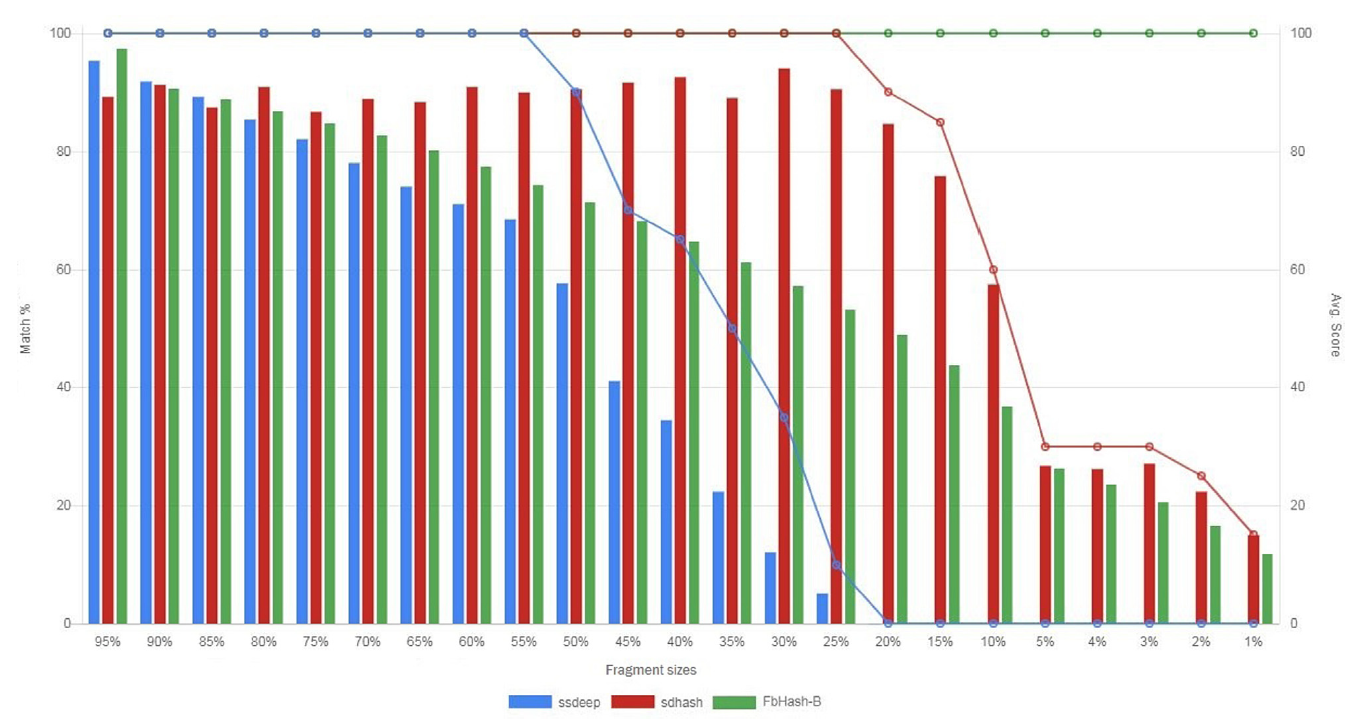 100 100
80 80
60 60
40 40
20 20
0 0
Match %
Avg. Score
95% 90% 85% 80% 75% 70% 65% 60% 55% 50% 45% 40% 35% 30% 25% 20% 15% 10% 5% 4% 3% 2% 1%
Fragment sizes
ssdeep sdhash FbHash-B